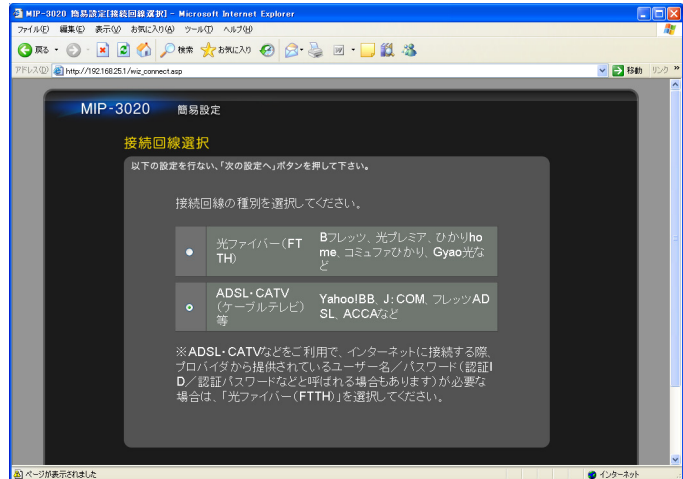 MIP-3020 簡易設定[接続回線選択] - Microsoft Internet Explorer
ファイル(F) 編集(E) 表示(V) お気に入り(A) ツール(T) ヘルプ(H)
戻る 検索 お気に入り
アドレス(D) http://192.168.25.1/wiz_connect.asp 移動 リンク »
MIP-3020 簡易設定
接続回線選択
以下の設定を行ない、「次の設定へ」ボタンを押して下さい。
接続回線の種別を選択してください。
光ファイバー(FT
TH)
Bフレッツ、光プレミア、ひかりho
me、コミュファひかり、Gyao光な
ど
ADSL・CATV
(ケーブルテレビ)
等
Yahoo!BB、J:COM、フレッツAD
SL、ACCAなど
※ADSL・CATVなどをご利用で、インターネットに接続する際、
プロバイダから提供されているユーザー名/パスワード(認証I
D/認証パスワードなどと呼ばれる場合もあります)が必要な
場合は、「光ファイバー(FTTH)」を選択してください。
ページが表示されました インターネット